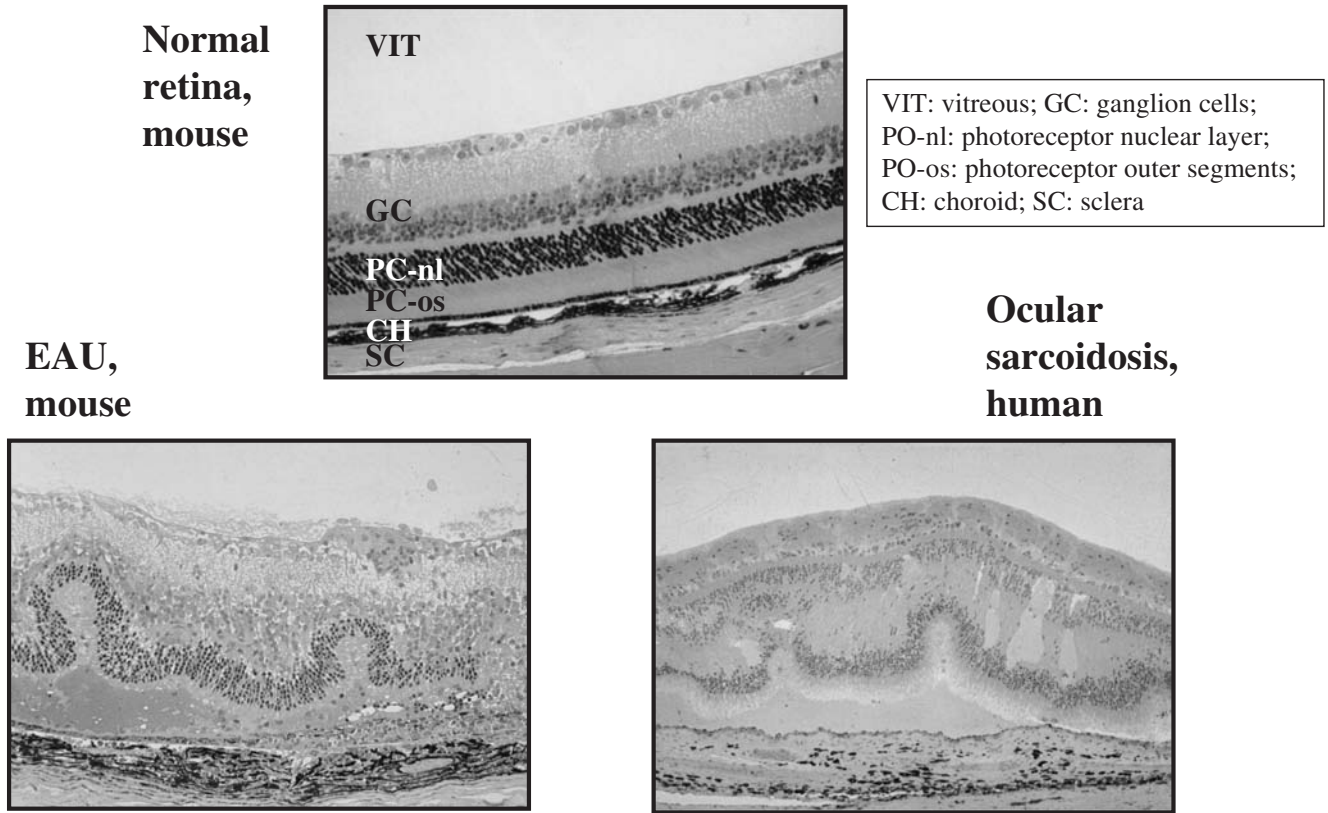 Normal
retina,
mouse
VIT
GC
PC-nl
PC-os
CH
SC
VIT: vitreous; GC: ganglion cells;
PO-nl: photoreceptor nuclear layer;
PO-os: photoreceptor outer segments;
CH: choroid; SC: sclera
EAU,
mouse
Ocular
sarcoidosis,
human